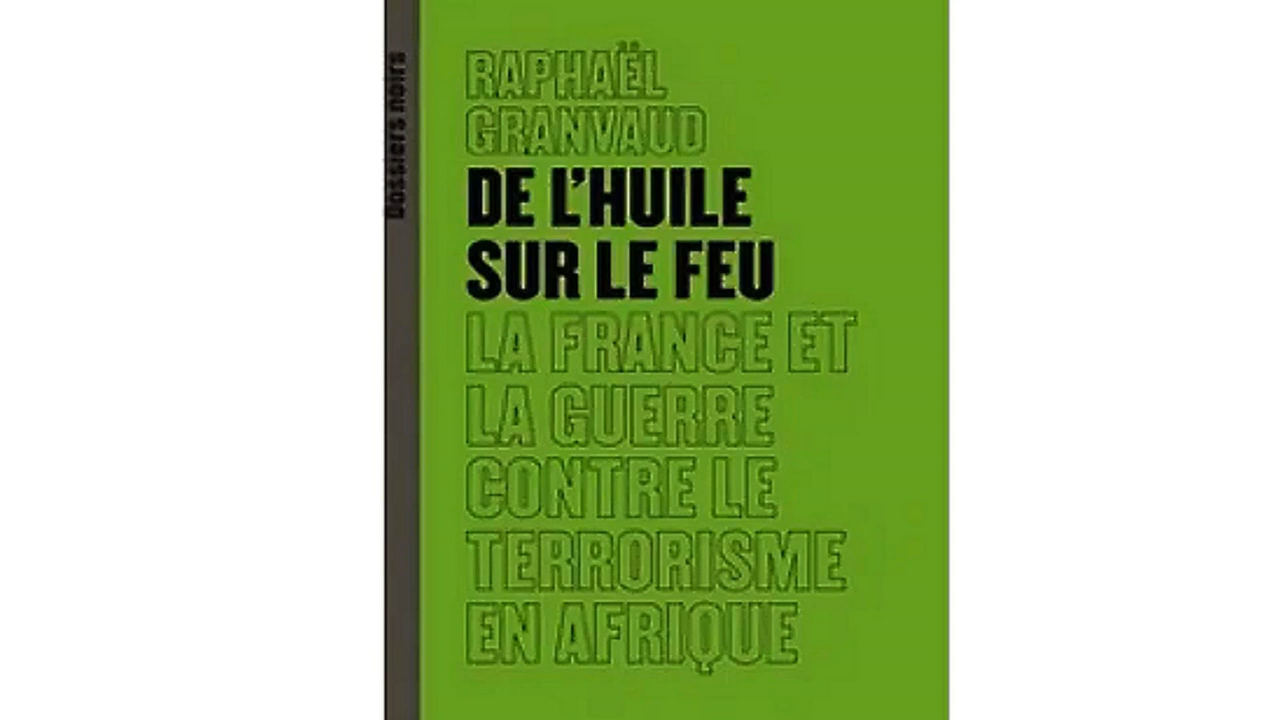 Dossiers noirs
RAPHAËL
GRANVAUD
DE L'HUILE
SUR LE FEU
LA FRANCE ET
LA GUERRE
CONTRE LE
TERRORISME
EN AFRIQUE